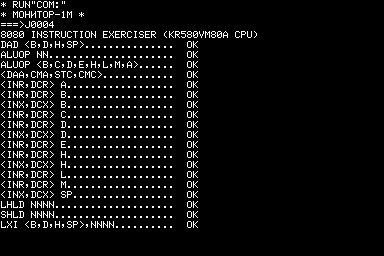 * RUN"COM:"
* МОНИТОР-1М *
===>J0004
8080 INSTRUCTION EXERCISER (KR580VM80A CPU)
DAD <B,D,H,SP>................  OK
ALUOP NN......................  OK
ALUOP <B,C,D,E,H,L,M,A>.......  OK
<DAA,CMA,STC,CMC>.............  OK
<INR,DCR> A...................  OK
<INR,DCR> B...................  OK
<INX,DCX> B...................  OK
<INR,DCR> C...................  OK
<INR,DCR> D...................  OK
<INX,DCX> D...................  OK
<INR,DCR> E...................  OK
<INR,DCR> H...................  OK
<INX,DCX> H...................  OK
<INR,DCR> L...................  OK
<INR,DCR> M...................  OK
<INX,DCX> SP..................  OK
LHLD NNNN.....................  OK
SHLD NNNN.....................  OK
LXI <B,D,H,SP>,NNNN...........  OK